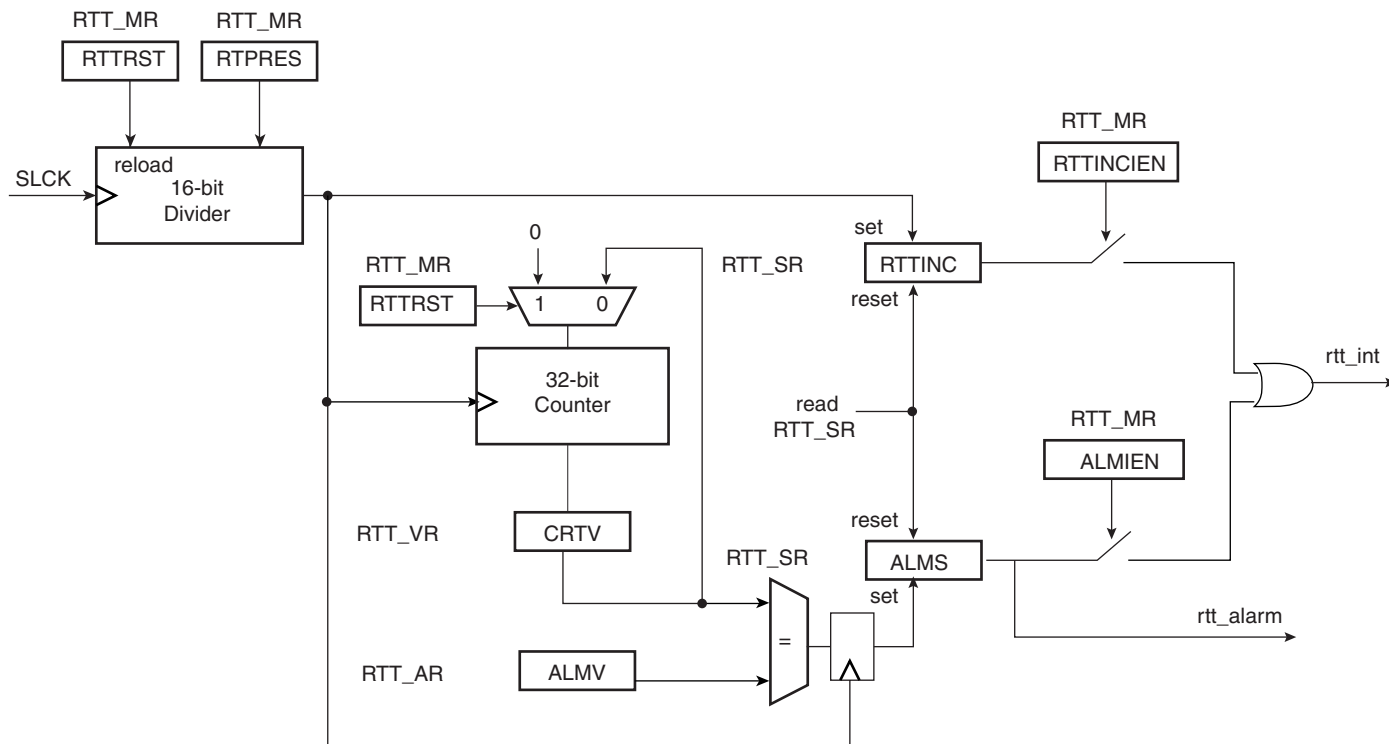 RTT_MR
RTT_MR
RTTRST
RTPRES
reload
SLCK
16-bit
Divider
RTT_MR
RTTINCIEN
0
set
RTT_MR
RTT_SR
RTTINC
RTTRST
1
0
reset
32-bit
Counter
rtt_int
read
RTT_SR
RTT_MR
ALMIEN
reset
RTT_VR
CRTV
RTT_SR
ALMS
set
rtt_alarm
=
RTT_AR
ALMV